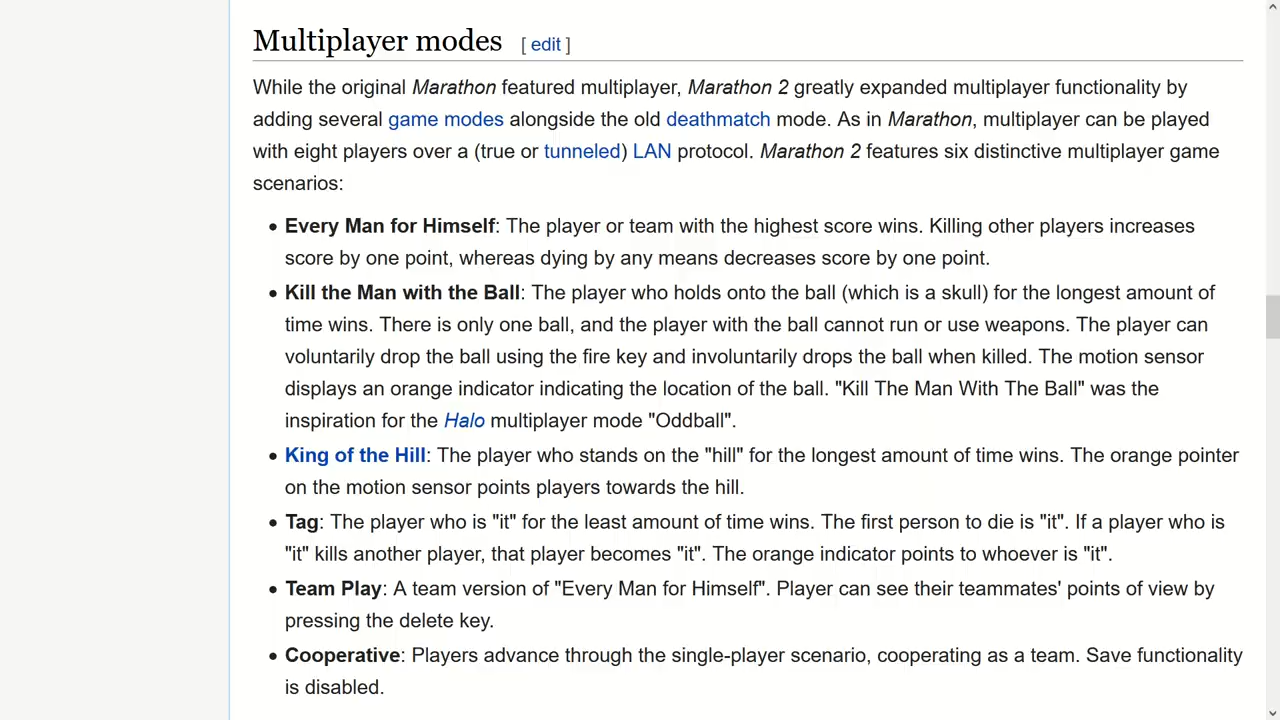 Multiplayer modes [ edit ]
While the original Marathon featured multiplayer, Marathon 2 greatly expanded multiplayer functionality by
adding several game modes alongside the old deathmatch mode. As in Marathon, multiplayer can be played
with eight players over a (true or tunneled) LAN protocol. Marathon 2 features six distinctive multiplayer game
scenarios:
• Every Man for Himself: The player or team with the highest score wins. Killing other players increases
score by one point, whereas dying by any means decreases score by one point.
• Kill the Man with the Ball: The player who holds onto the ball (which is a skull) for the longest amount of
time wins. There is only one ball, and the player with the ball cannot run or use weapons. The player can
voluntarily drop the ball using the fire key and involuntarily drops the ball when killed. The motion sensor
displays an orange indicator indicating the location of the ball. "Kill The Man With The Ball" was the
inspiration for the Halo multiplayer mode "Oddball".
• King of the Hill: The player who stands on the "hill" for the longest amount of time wins. The orange pointer
on the motion sensor points players towards the hill.
• Tag: The player who is "it" for the least amount of time wins. The first person to die is "it". If a player who is
"it" kills another player, that player becomes "it". The orange indicator points to whoever is "it".
• Team Play: A team version of "Every Man for Himself". Player can see their teammates' points of view by
pressing the delete key.
• Cooperative: Players advance through the single-player scenario, cooperating as a team. Save functionality
is disabled.